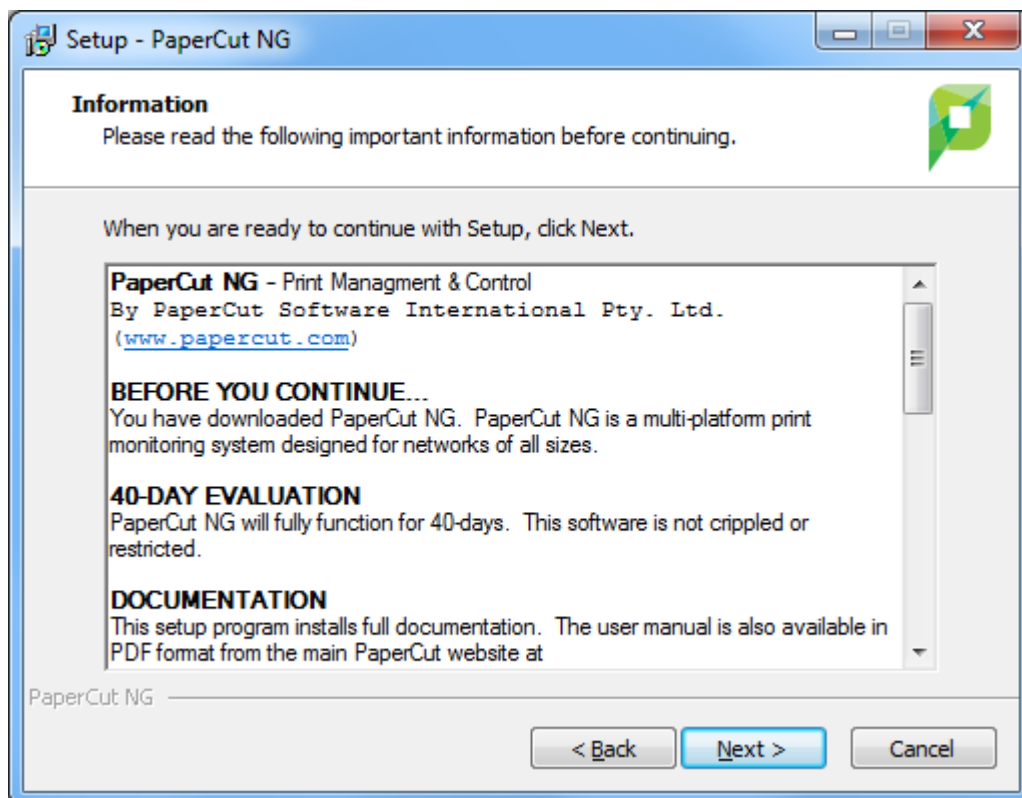 Setup - PaperCut NG
Information
Please read the following important information before continuing.
When you are ready to continue with Setup, click Next.
PaperCut NG - Print Managment & Control
By PaperCut Software International Pty. Ltd.
(www.papercut.com)
BEFORE YOU CONTINUE...
You have downloaded PaperCut NG.  PaperCut NG is a multi-platform print
monitoring system designed for networks of all sizes.
40-DAY EVALUATION
PaperCut NG will fully function for 40-days.  This software is not crippled or
restricted.
DOCUMENTATION
This setup program installs full documentation.  The user manual is also available in
PDF format from the main PaperCut website at
PaperCut NG
< Back
Next >
Cancel